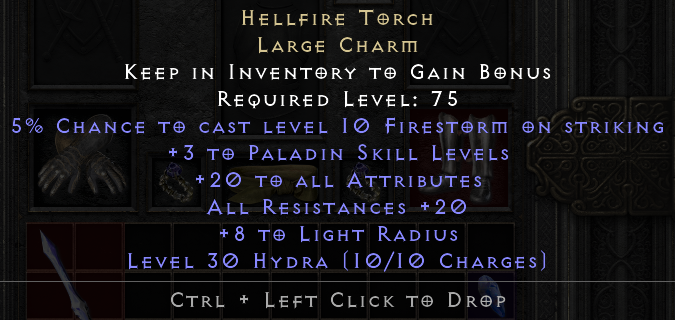 Hellfire Torch
Large Charm
Keep in Inventory to Gain Bonus
Required Level: 75
5% Chance to cast level 10 Firestorm on striking
+3 to Paladin Skill Levels
+20 to all Attributes
All Resistances +20
+8 to Light Radius
Level 30 Hydra (10/10 Charges)
Ctrl + Left Click to Drop